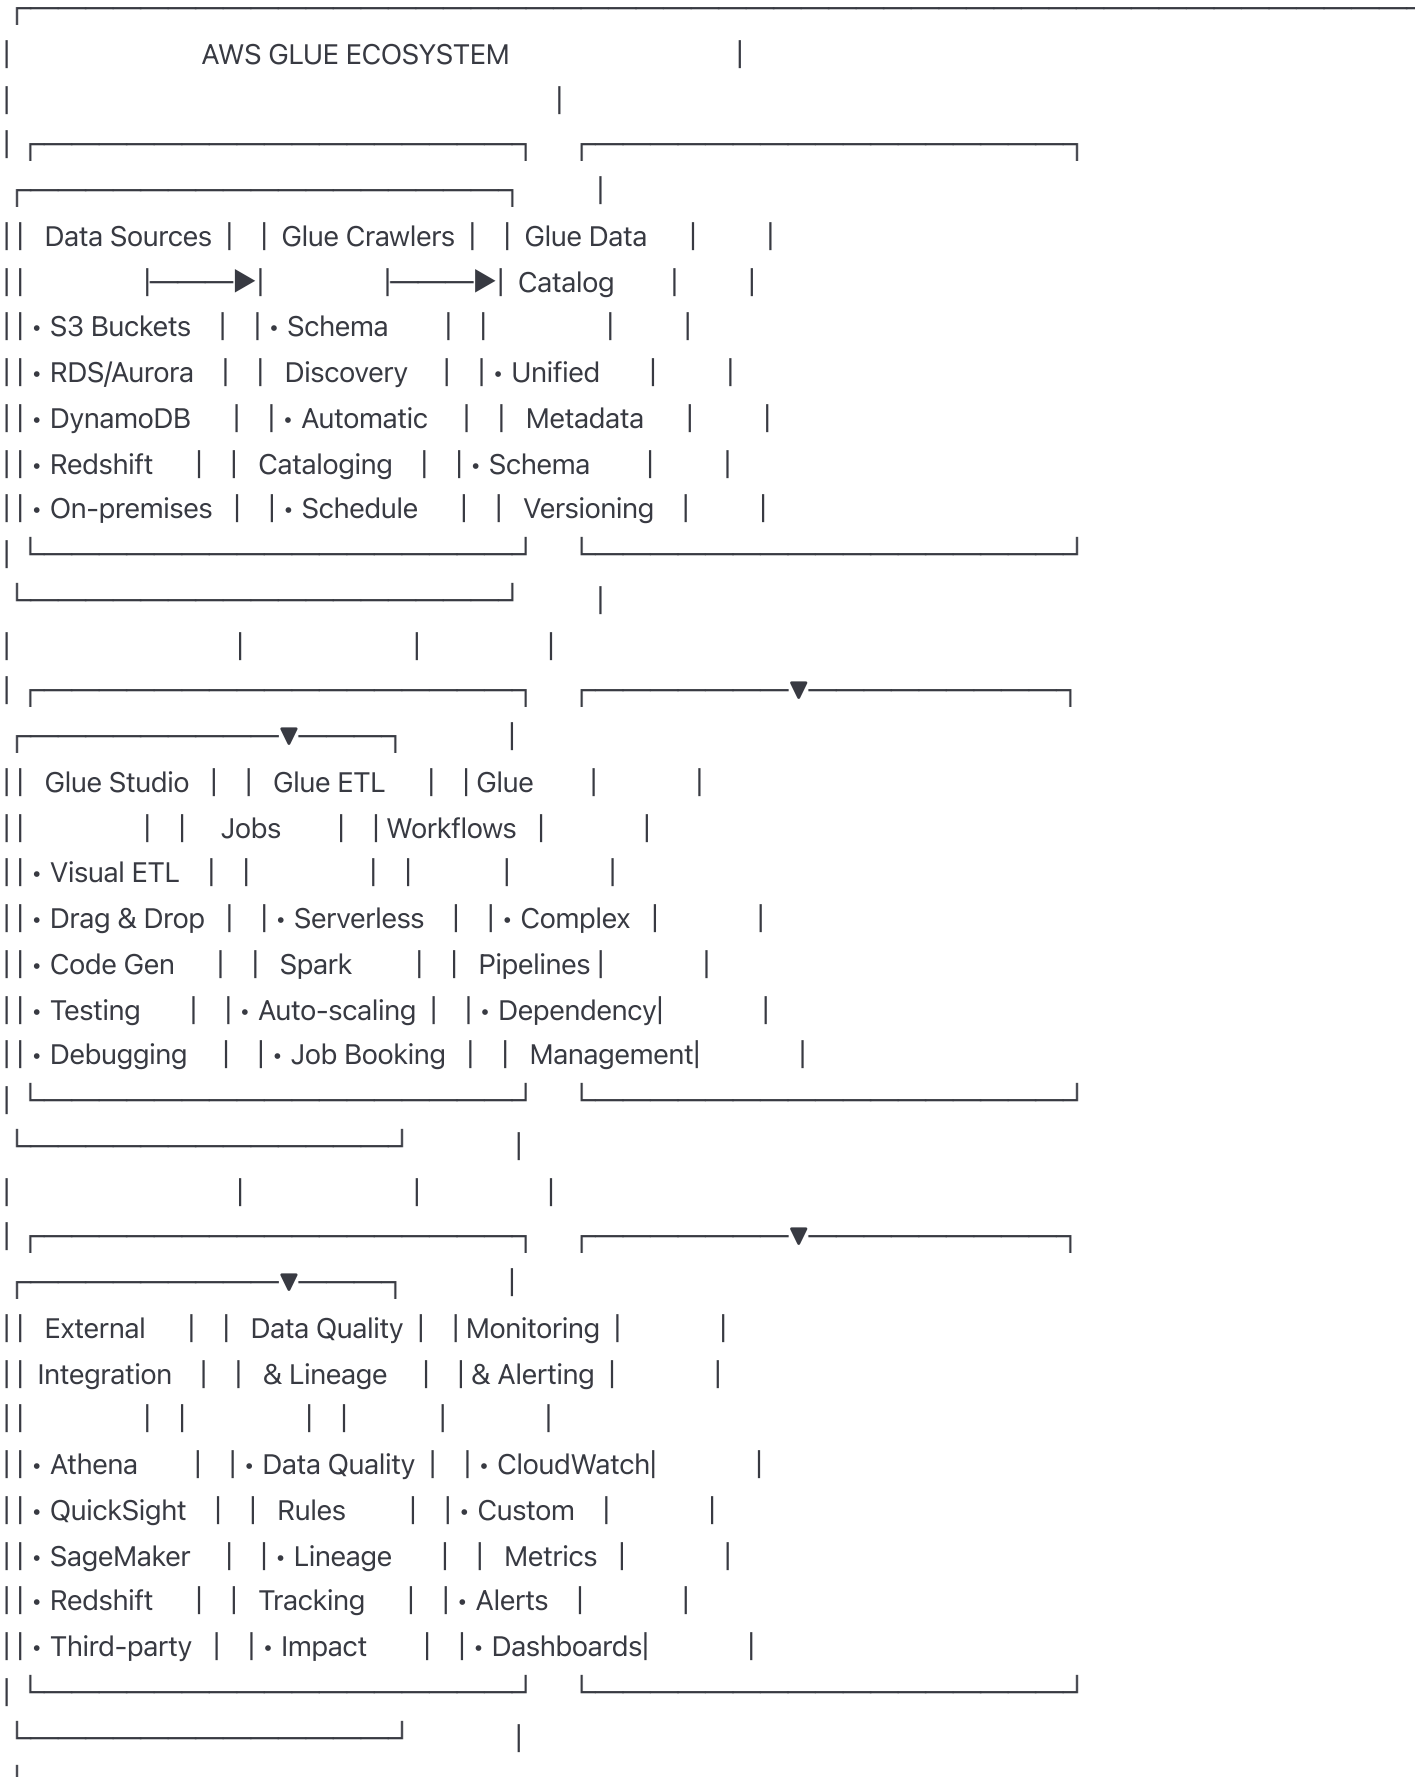 AWS GLUE ECOSYSTEM
Data Sources | | Glue Crawlers | | Glue Data
Catalog
• S3 Buckets | | • Schema
• RDS/Aurora | | Discovery | | • Unified
• DynamoDB | | • Automatic | | Metadata
• Redshift | | Cataloging | | • Schema
• On-premises | | • Schedule | | Versioning
Glue Studio | | Glue ETL | | Glue
Jobs | | Workflows
• Visual ETL
• Drag & Drop | | • Serverless | | • Complex
• Code Gen | | Spark | | Pipelines
• Testing | | • Auto-scaling | | • Dependency
• Debugging | | • Job Booking | | Management
External | | Data Quality | | Monitoring
Integration | | & Lineage | | & Alerting
• Athena | | • Data Quality | | • CloudWatch
• QuickSight | | Rules | | • Custom
• SageMaker | | • Lineage | | Metrics
• Redshift | | Tracking | | • Alerts
• Third-party | | • Impact | | • Dashboards